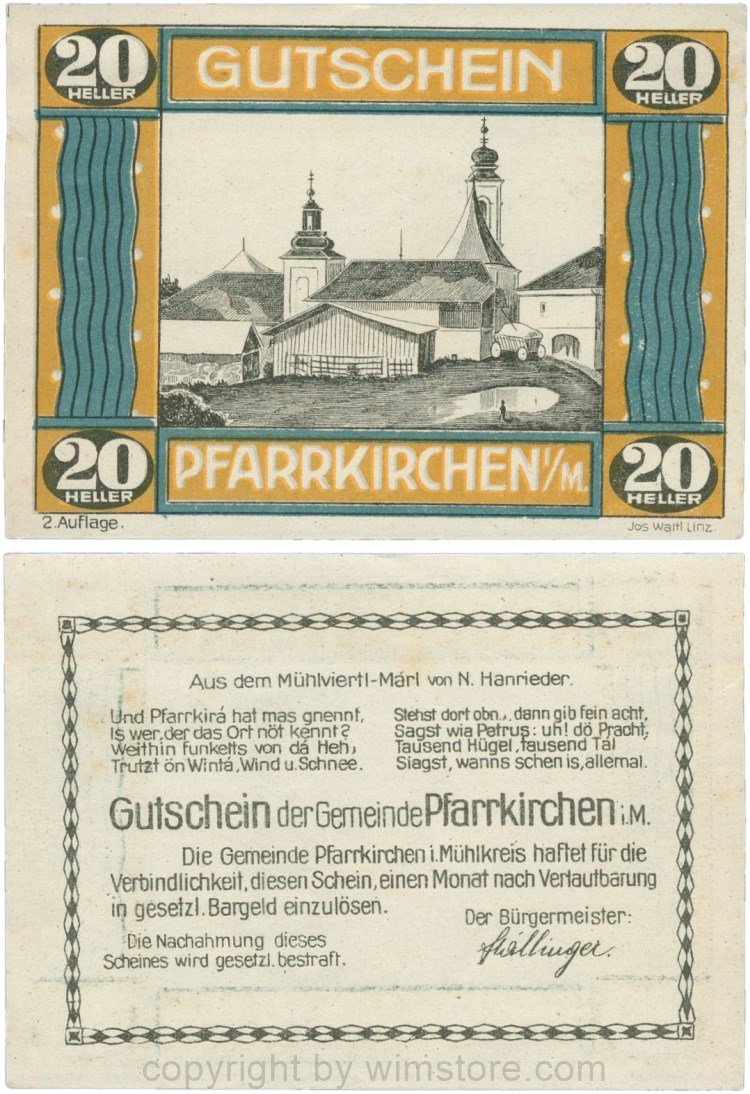 20 HELLER
GUTSCHEIN
20 HELLER
20 HELLER
PFARRKIRCHEN i/M.
20 HELLER
2. Auflage.
Jos Waltl Linz.
Aus dem Mühlviertl-Márl von N. Hanrieder.
Und Pfarrkirá hat mas gnennt,
Is wer, der das Ort nöt kennt?
Weithin funkelts von dá Heh,
Trutzt ön Wintá, Wind u. Schnee.
Stehst dort obn., dann gib fein acht,
Sagst wia Petrus: uh! dö Pracht,
Tausend Hügel, tausend Tal
Siagst, wanns schen is, allemal.
Gutschein der Gemeinde Pfarrkirchen i. M.
Die Gemeinde Pfarrkirchen i. Mühlkreis haftet für die
Verbindlichkeit, diesen Schein, einen Monat nach Verlautbarung
in gesetzl. Bargeld einzulösen.
Der Bürgermeister:
Die Nachahmung dieses
Scheines wird gesetzl. bestraft.
copyright by wimstore.com